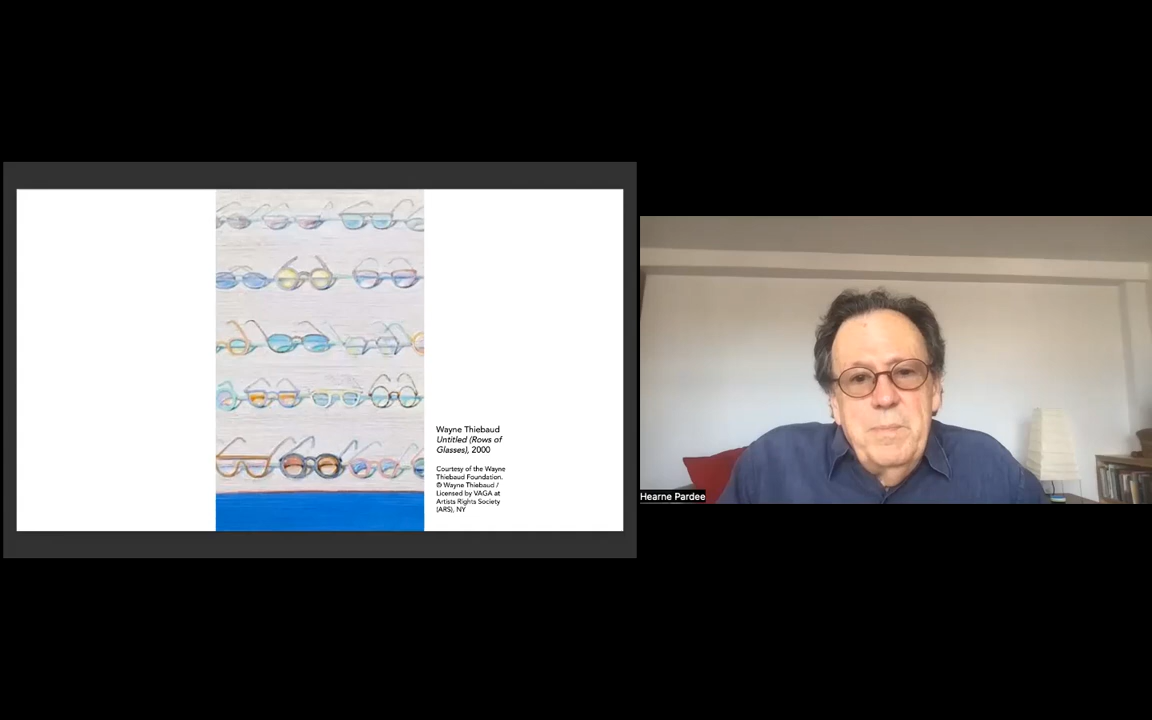 Wayne Thiebaud
Untitled (Rows of
Glasses), 2000
Courtesy of the Wayne
Thiebaud Foundation.
© Wayne Thiebaud /
Licensed by VAGA at
Artists Rights Society
(ARS), NY
Hearne Pardee